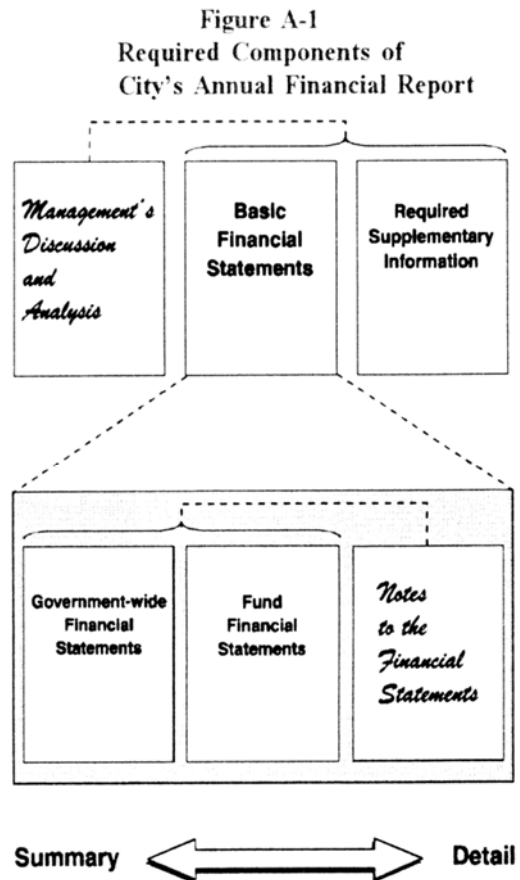 Figure A-1
Required Components of
City's Annual Financial Report
Management's
Discussion
and
Analysis
Basic
Financial
Statements
Required
Supplementary
Information
Government-wide
Financial
Statements
Fund
Financial
Statements
Notes
to the
Financial
Statements
Summary
Detail